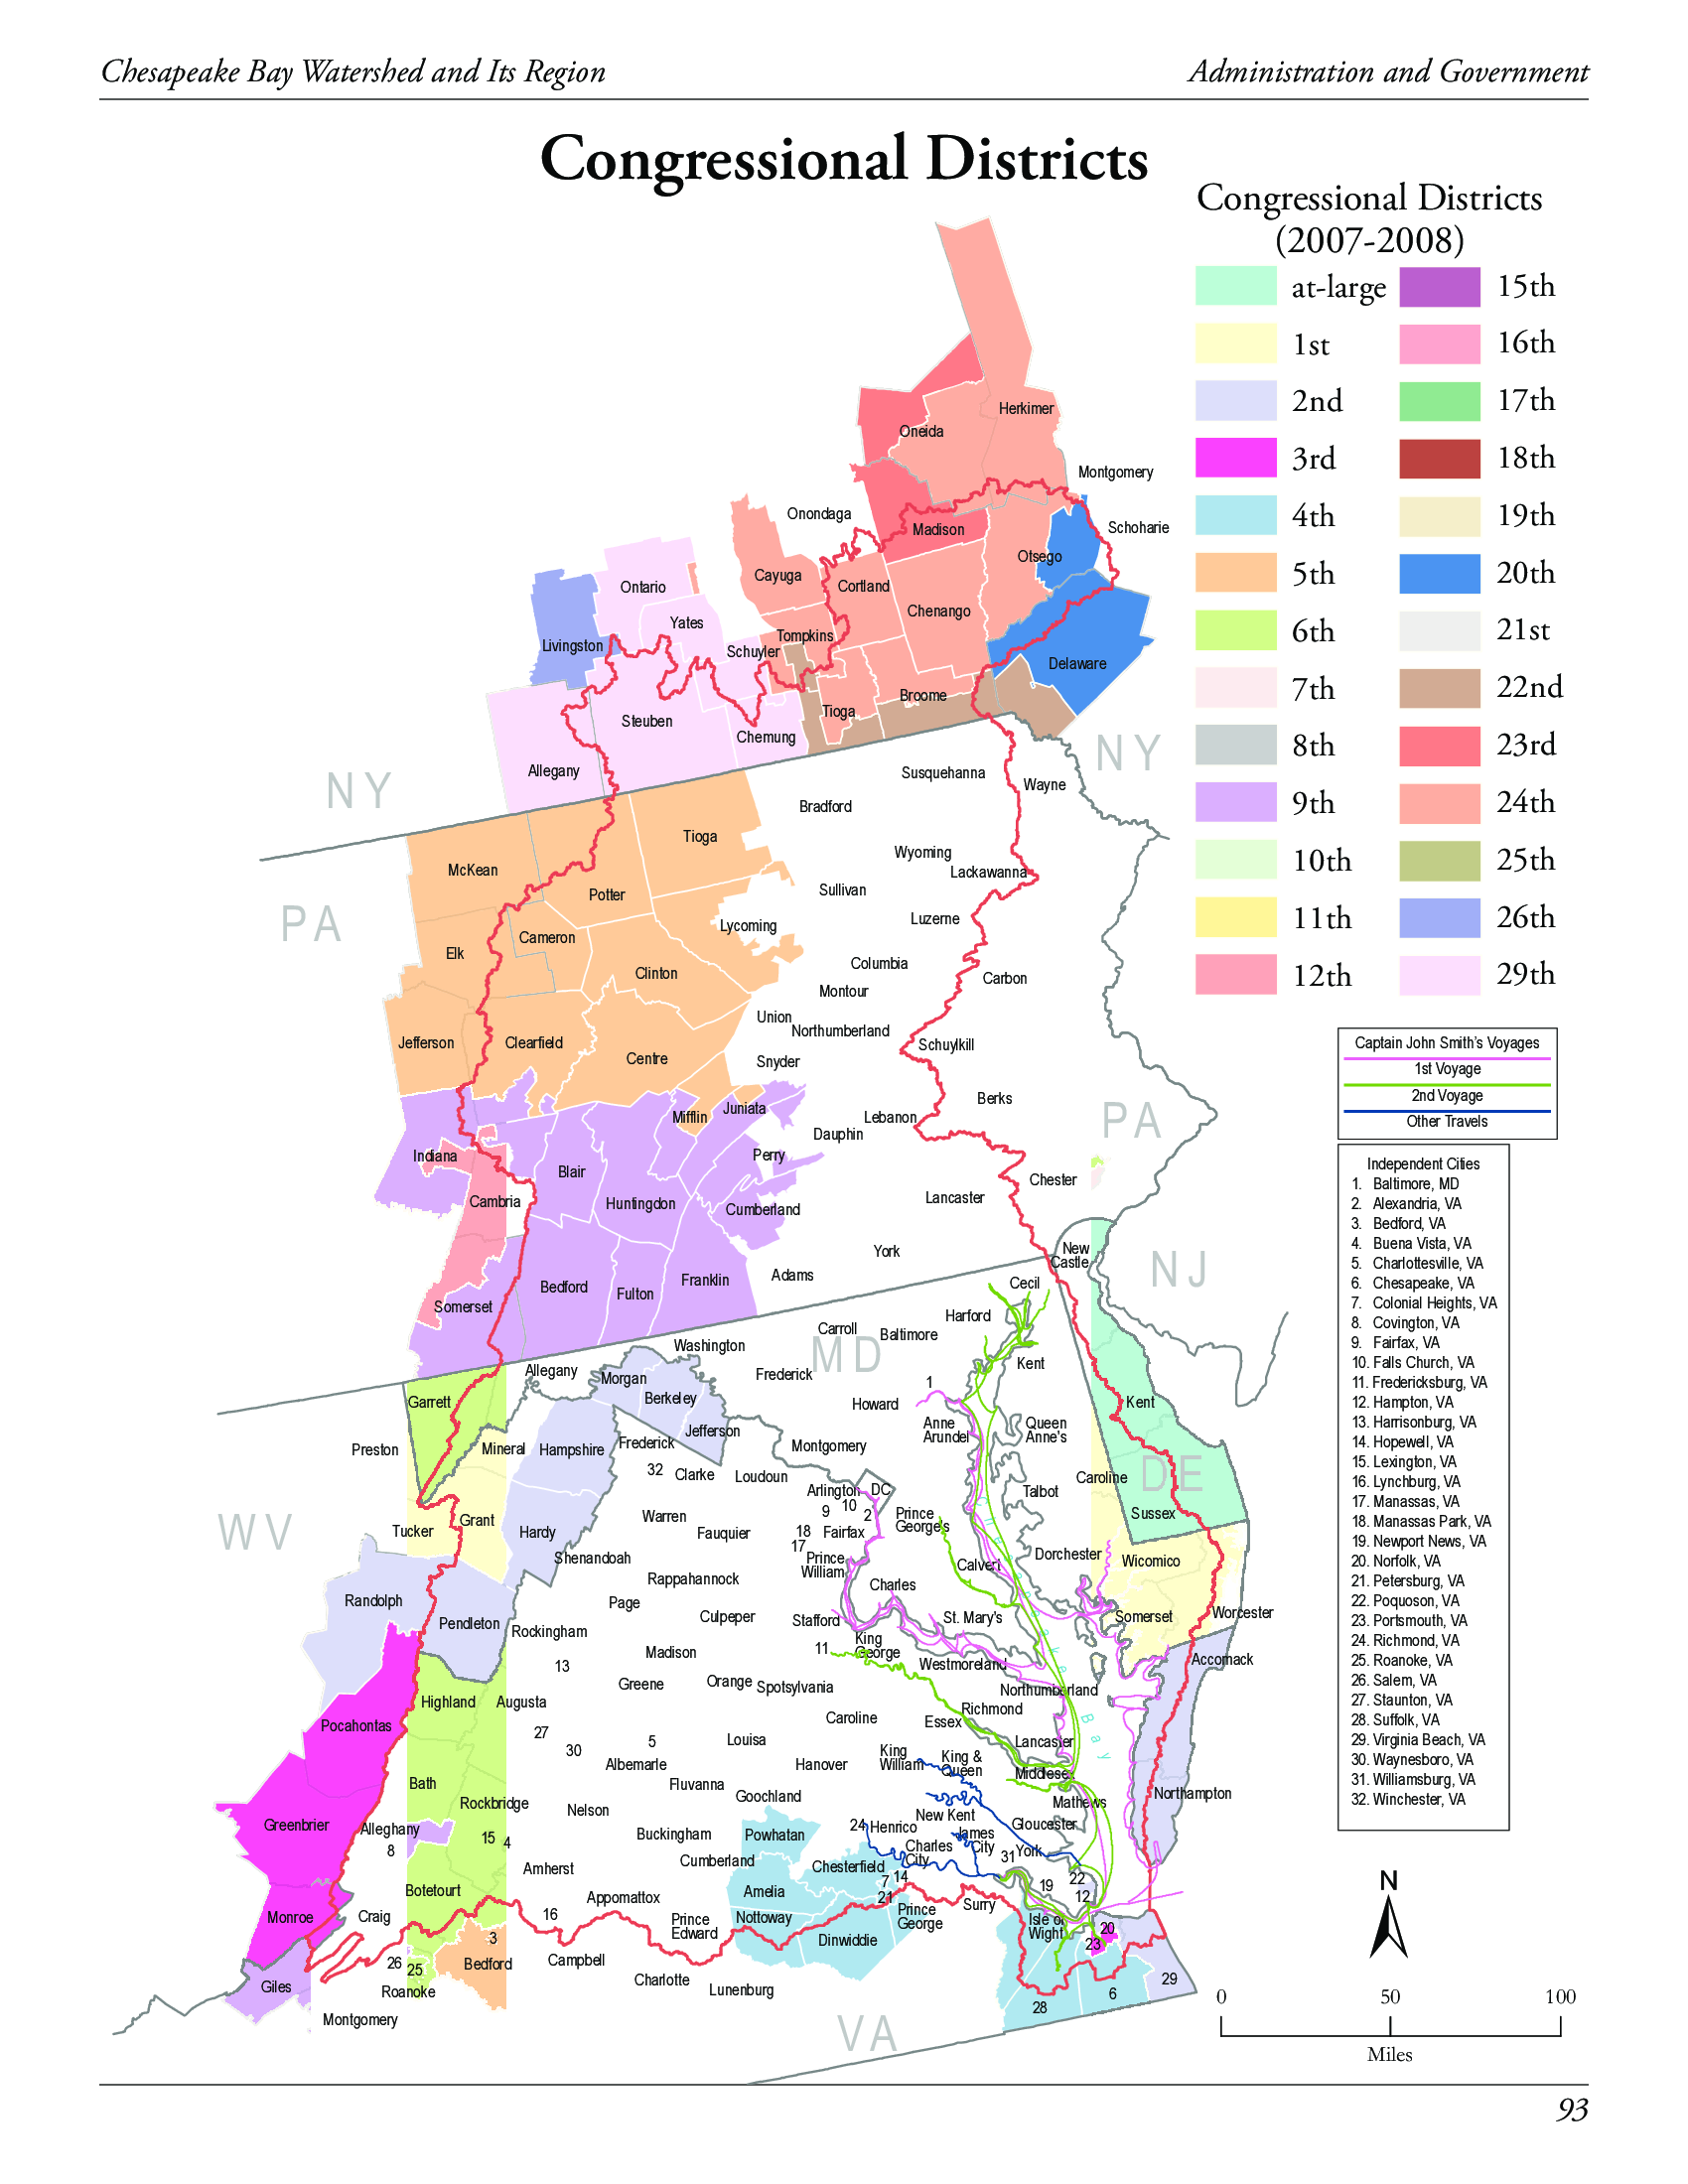 Chesapeake Bay Watershed and Its Region
Administration and Government
Congressional Districts
Congressional Districts
(2007-2008)
at-large
1st
2nd
3rd
4th
5th
6th
7th
8th
9th
10th
11th
12th
15th
16th
17th
18th
19th
20th
21st
22nd
23rd
24th
25th
26th
29th
Captain John Smith's Voyages
1st Voyage
2nd Voyage
Other Travels
Independent Cities
1. Baltimore, MD
2. Alexandria, VA
3. Bedford, VA
4. Buena Vista, VA
5. Charlottesville, VA
6. Chesapeake, VA
7. Colonial Heights, VA
8. Covington, VA
9. Fairfax, VA
10. Falls Church, VA
11. Fredericksburg, VA
12. Hampton, VA
13. Harrisonburg, VA
14. Hopewell, VA
15. Lexington, VA
16. Lynchburg, VA
17. Manassas, VA
18. Manassas Park, VA
19. Newport News, VA
20. Norfolk, VA
21. Petersburg, VA
22. Poquoson, VA
23. Portsmouth, VA
24. Richmond, VA
25. Roanoke, VA
26. Salem, VA
27. Staunton, VA
28. Suffolk, VA
29. Virginia Beach, VA
30. Waynesboro, VA
31. Williamsburg, VA
32. Winchester, VA
Herkimer
Oneida
Montgomery
Onondaga
Madison
Schoharie
Otsego
Cayuga
Cortland
Ontario
Chenango
Yates
Tompkins
Livingston
Schuyler
Delaware
Broome
Tioga
Steuben
Chemung
NY
Allegany
Susquehanna
NY
Wayne
Bradford
Tioga
McKean
Wyoming
Lackawanna
Potter
Sullivan
PA
Lycoming
Luzerne
Cameron
Elk
Columbia
Clinton
Carbon
Montour
Union
Northumberland
Jefferson
Clearfield
Schuylkill
Centre
Snyder
Berks
Juniata
Mifflin
Lebanon
PA
Dauphin
Indiana
Perry
Blair
Chester
Cambria
Huntingdon
Lancaster
Cumberland
York
New
Castle
NJ
Adams
Franklin
Bedford
Fulton
Cecil
Somerset
Harford
Carroll
Baltimore
Washington
MD
Kent
Allegany
Morgan
Frederick
1
Berkeley
Garrett
Howard
Kent
Jefferson
Anne
Arundel
Queen
Anne's
Preston
Mineral
Hampshire
Frederick
Montgomery
32
Clarke
Loudoun
Caroline
DE
Arlington
DC
Talbot
10
9
2
Prince
George's
Sussex
WV
Tucker
Grant
Hardy
Warren
Fauquier
18
Fairfax
17
Prince
William
Shenandoah
Calvert
Dorchester
Wicomico
Chesapeake Bay
Rappahannock
Charles
Randolph
Page
Culpeper
Stafford
St. Mary's
Somerset
Worcester
Pendleton
Rockingham
King
George
11
Madison
13
Westmoreland
Accomack
Greene
Orange
Spotsylvania
Northumberland
Highland
Augusta
Richmond
Caroline
Essex
Pocahontas
27
30
5
Louisa
Lancaster
Albemarle
Hanover
King
William
King &
Queen
Middlesex
Bath
Fluvanna
Northampton
Rockbridge
Nelson
Goochland
Mathews
New Kent
Greenbrier
Alleghany
8
15
4
Buckingham
Powhatan
24
Henrico
Gloucester
James
City
Charles
City
31
York
Cumberland
Chesterfield
Amherst
7
14
22
Botetourt
Amelia
21
19
12
Appomattox
Monroe
Craig
16
Prince
Edward
Nottoway
Prince
George
Surry
Isle of
Wight
20
23
3
Dinwiddie
Bedford
Campbell
26
25
Giles
Roanoke
Charlotte
Lunenburg
29
6
28
Montgomery
VA
N
0
50
100
Miles
93